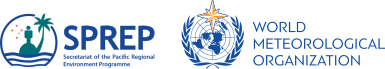 SPREP
Secretariat of the Pacific Regional
Environment Programme
WORLD
METEOROLOGICAL
ORGANIZATION